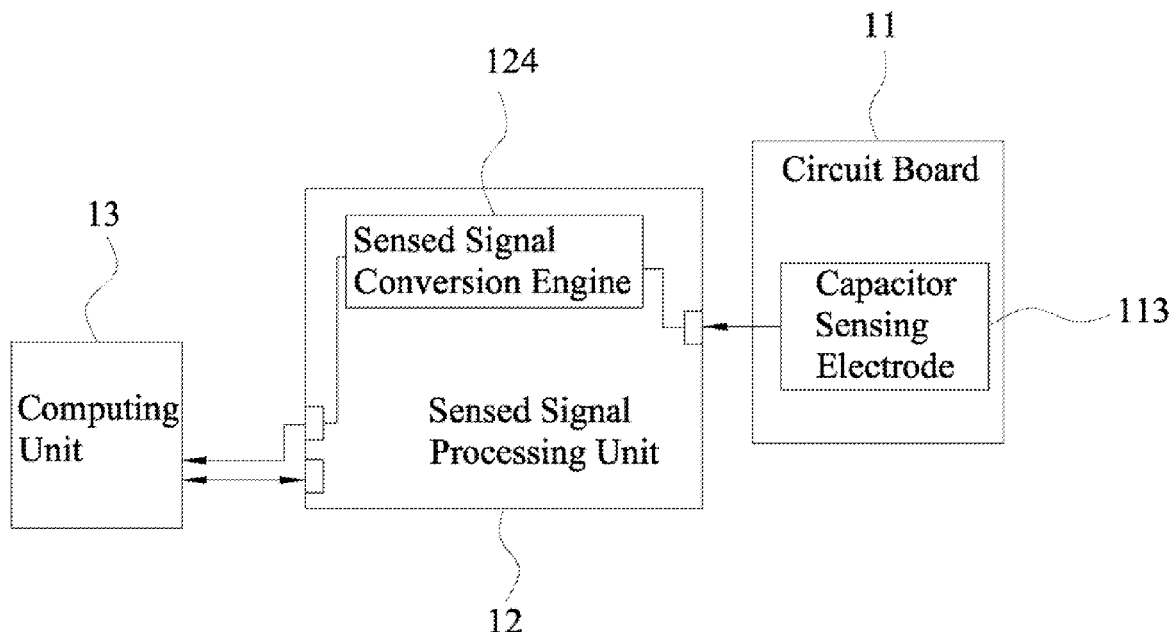 11
124
Circuit Board
13
Sensed Signal
Conversion Engine
Capacitor
Sensing
Electrode
113
Computing
Unit
Sensed Signal
Processing Unit
12